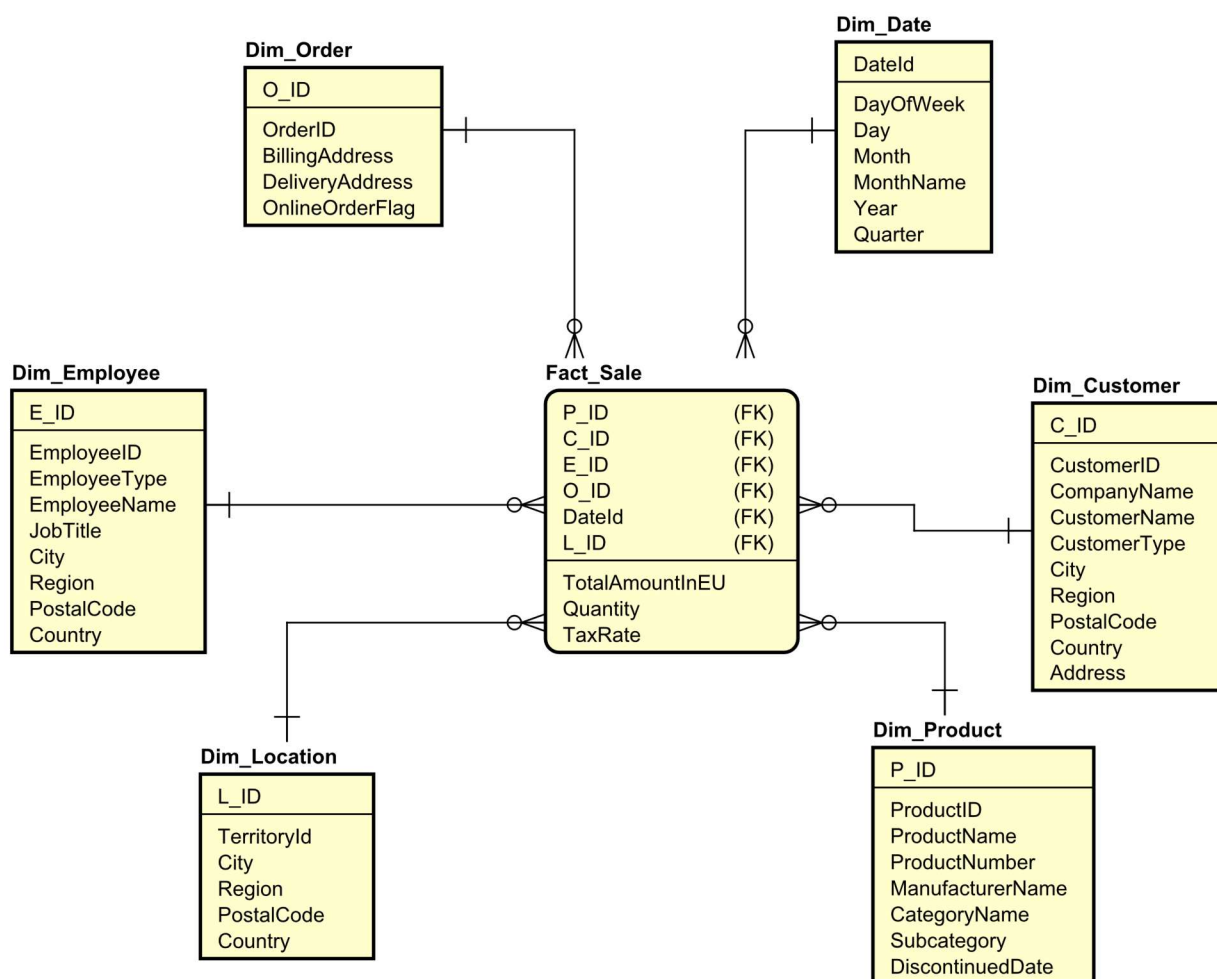 Dim_Order
O_ID
OrderID
BillingAddress
DeliveryAddress
OnlineOrderFlag
Dim_Date
DateId
DayOfWeek
Day
Month
MonthName
Year
Quarter
Dim_Employee
E_ID
EmployeeID
EmployeeType
EmployeeName
JobTitle
City
Region
PostalCode
Country
Fact_Sale
P_ID (FK)
C_ID (FK)
E_ID (FK)
O_ID (FK)
DateId (FK)
L_ID (FK)
TotalAmountInEU
Quantity
TaxRate
Dim_Customer
C_ID
CustomerID
CompanyName
CustomerName
CustomerType
City
Region
PostalCode
Country
Address
Dim_Location
L_ID
TerritoryId
City
Region
PostalCode
Country
Dim_Product
P_ID
ProductID
ProductName
ProductNumber
ManufacturerName
CategoryName
Subcategory
DiscontinuedDate